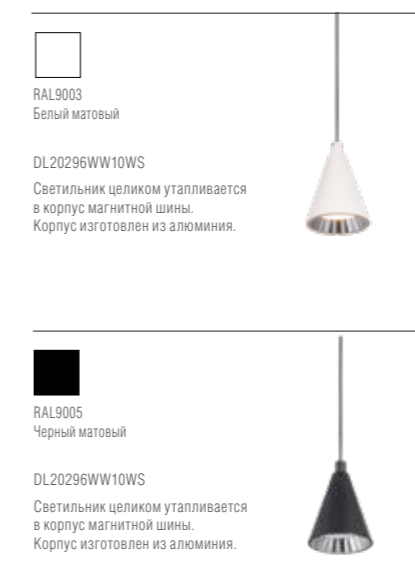 RAL9003
Белый матовый
DL20296WW10WS
Светильник целиком утапливается
в корпус магнитной шины.
Корпус изготовлен из алюминия.
RAL9005
Черный матовый
DL20296WW10WS
Светильник целиком утапливается
в корпус магнитной шины.
Корпус изготовлен из алюминия.